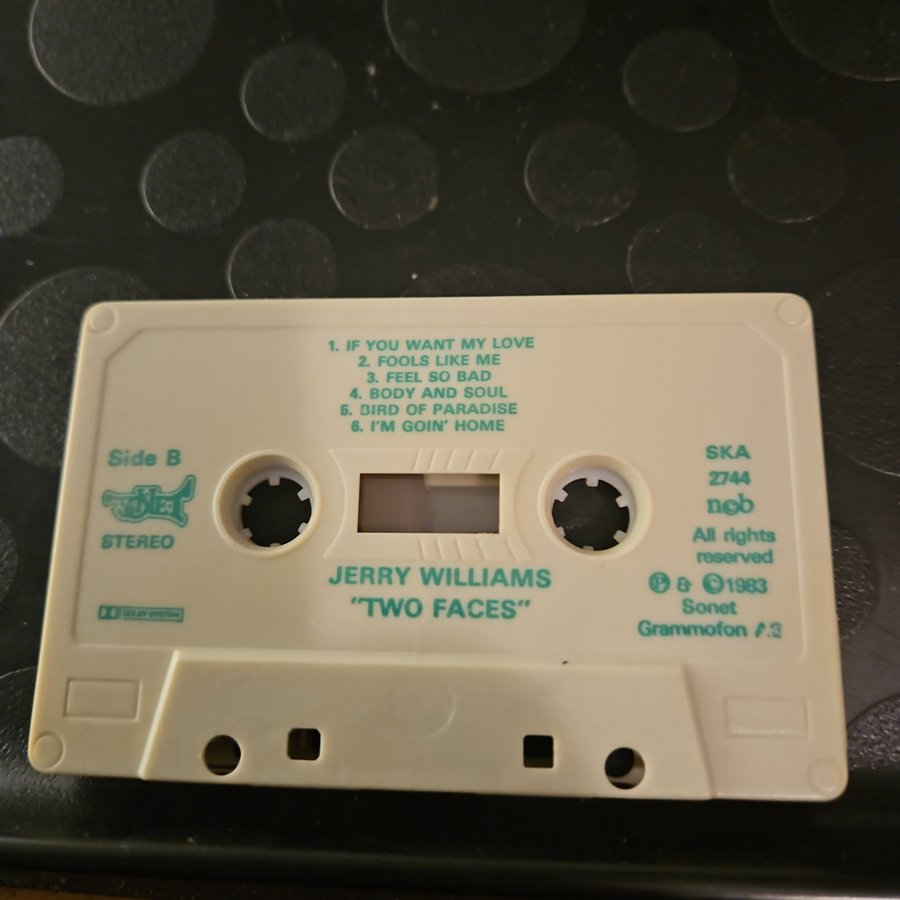 1. IF YOU WANT MY LOVE
2. FOOLS LIKE ME
3. FEEL SO BAD
4. BODY AND SOUL
5. BIRD OF PARADISE
6. I'M GOIN' HOME
Side B
STEREO
DOLBY SYSTEM
SKA
2744
ncb
All rights
reserved
℗ & ©1983
Sonet
Grammofon AB
JERRY WILLIAMS
"TWO FACES"